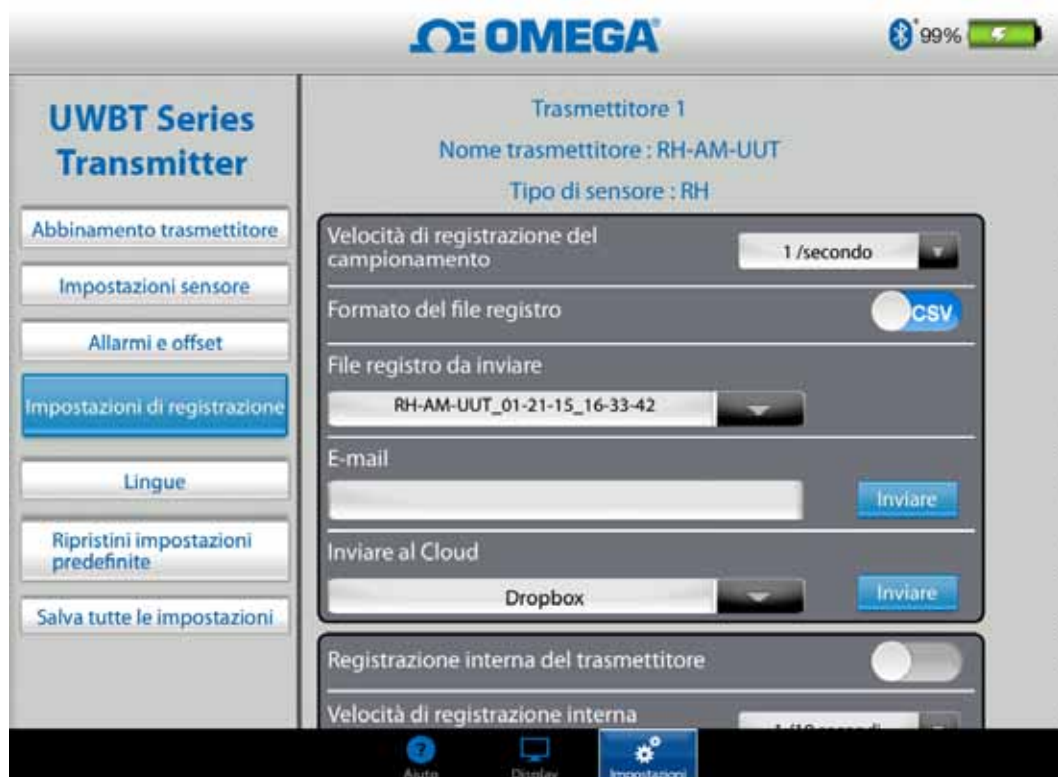 OMEGA
99%
UWBT Series
Transmitter
Abbinamento trasmettitore
Impostazioni sensore
Allarmi e offset
Impostazioni di registrazione
Lingue
Ripristini impostazioni
predefinite
Salva tutte le impostazioni
Trasmettitore 1
Nome trasmettitore : RH-AM-UUT
Tipo di sensore : RH
Velocità di registrazione del
campionamento
1 /secondo
Formato del file registro
CSV
File registro da inviare
RH-AM-UUT_01-21-15_16-33-42
E-mail
Inviare
Inviare al Cloud
Dropbox
Inviare
Registrazione interna del trasmettitore
Velocità di registrazione interna
Aiuto
Display
Impostazioni